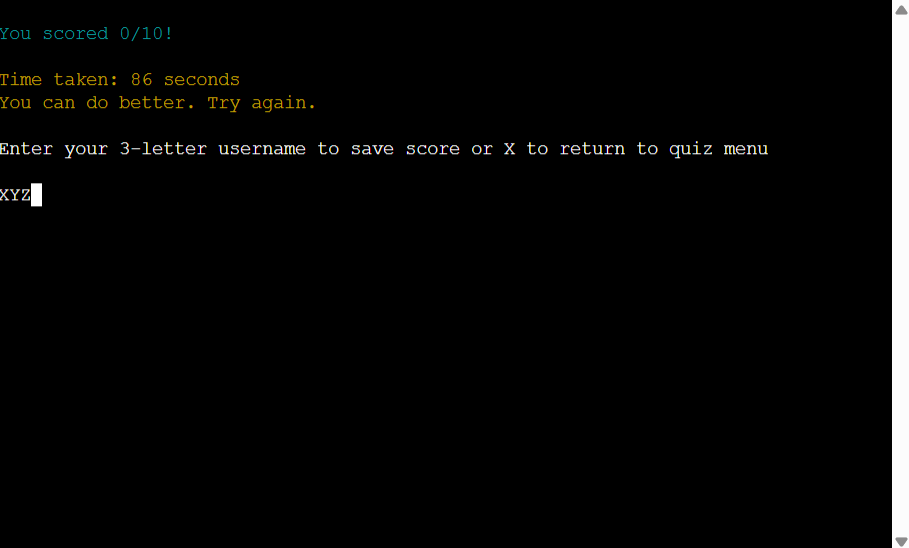 You scored 0/10!
Time taken: 86 seconds
You can do better. Try again.
Enter your 3-letter username to save score or X to return to quiz menu
XYZ